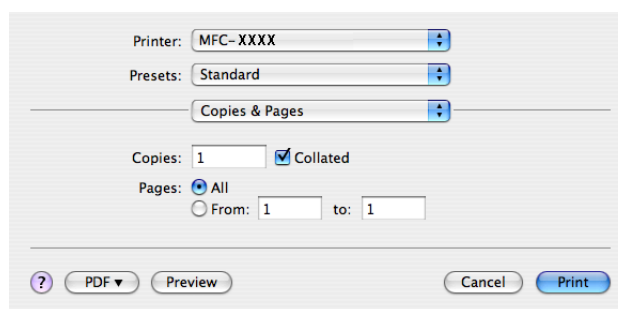 Printer: MFC-XXXX
Presets: Standard
Copies & Pages
Copies: 1 Collated
Pages: All
From: 1 to: 1
? PDF▼ Preview Cancel Print